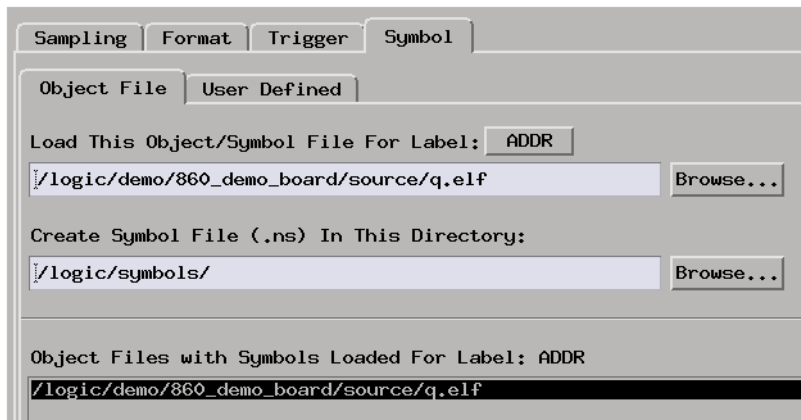 Sampling Format Trigger Symbol
Object File User Defined
Load This Object/Symbol File For Label: ADDR
/logic/demo/860_demo_board/source/q.elf Browse...
Create Symbol File (.ns) In This Directory:
/logic/symbols/ Browse...
Object Files with Symbols Loaded For Label: ADDR
/logic/demo/860_demo_board/source/q.elf